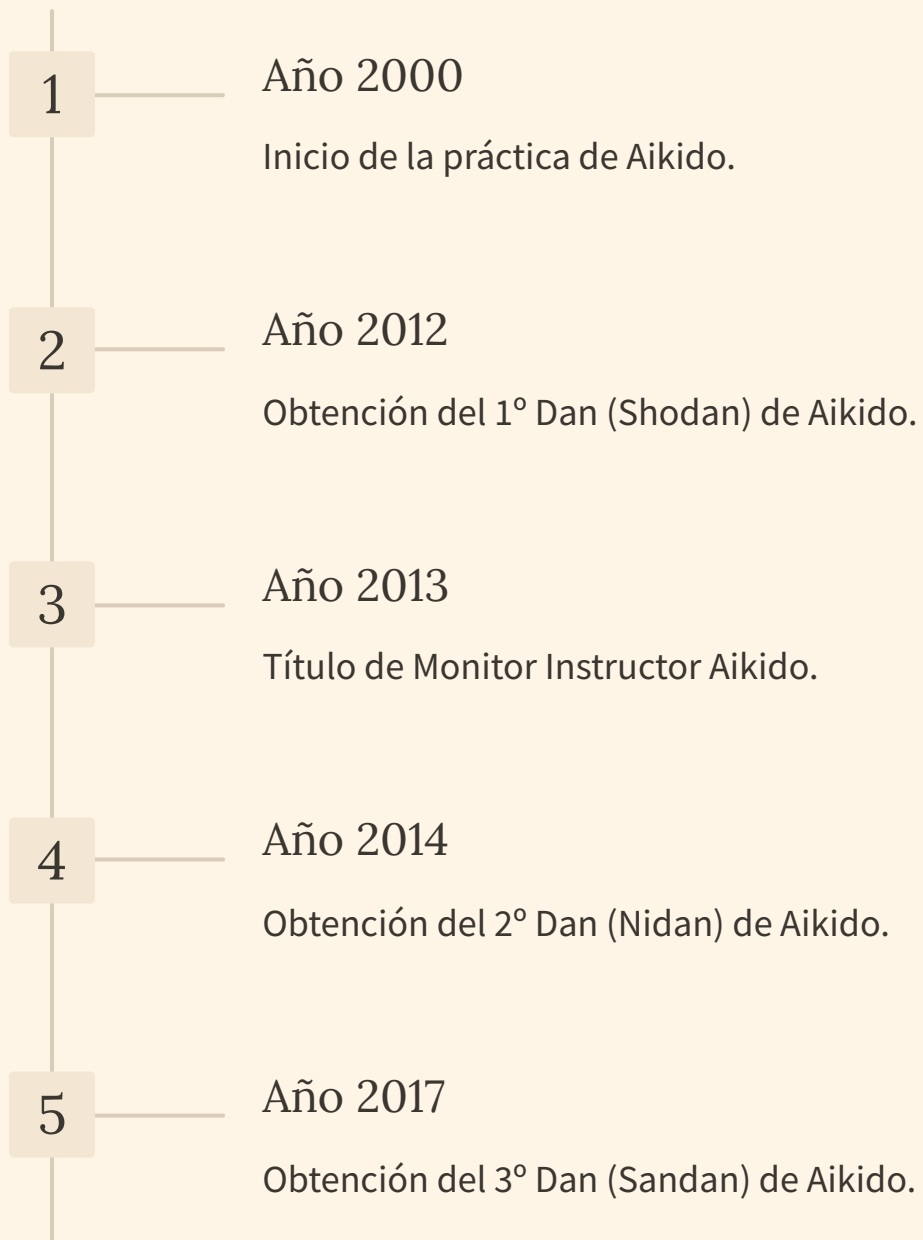 1
Año 2000
Inicio de la práctica de Aikido.
2
Año 2012
Obtención del 1º Dan (Shodan) de Aikido.
3
Año 2013
Título de Monitor Instructor Aikido.
4
Año 2014
Obtención del 2º Dan (Nidan) de Aikido.
5
Año 2017
Obtención del 3º Dan (Sandan) de Aikido.